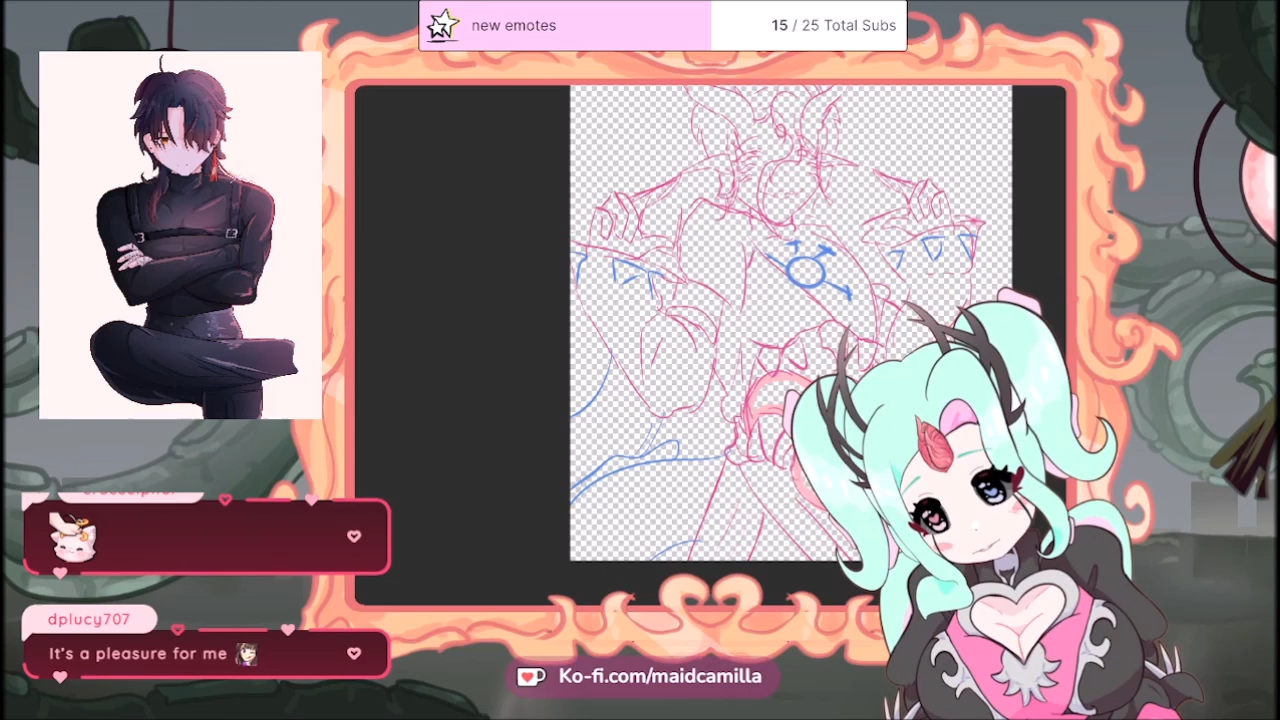 new emotes
15 / 25 Total Subs
dplucy707
It's a pleasure for me
Ko-fi.com/maidcamilla